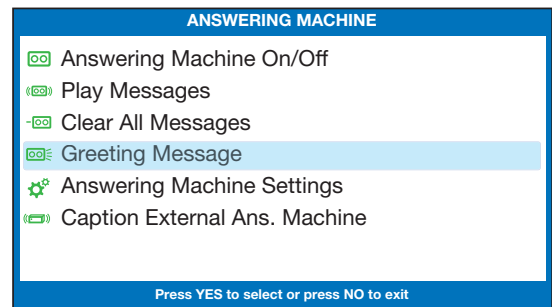 ANSWERING MACHINE
Answering Machine On/Off
Play Messages
Clear All Messages
Greeting Message
Answering Machine Settings
Caption External Ans. Machine
Press YES to select or press NO to exit